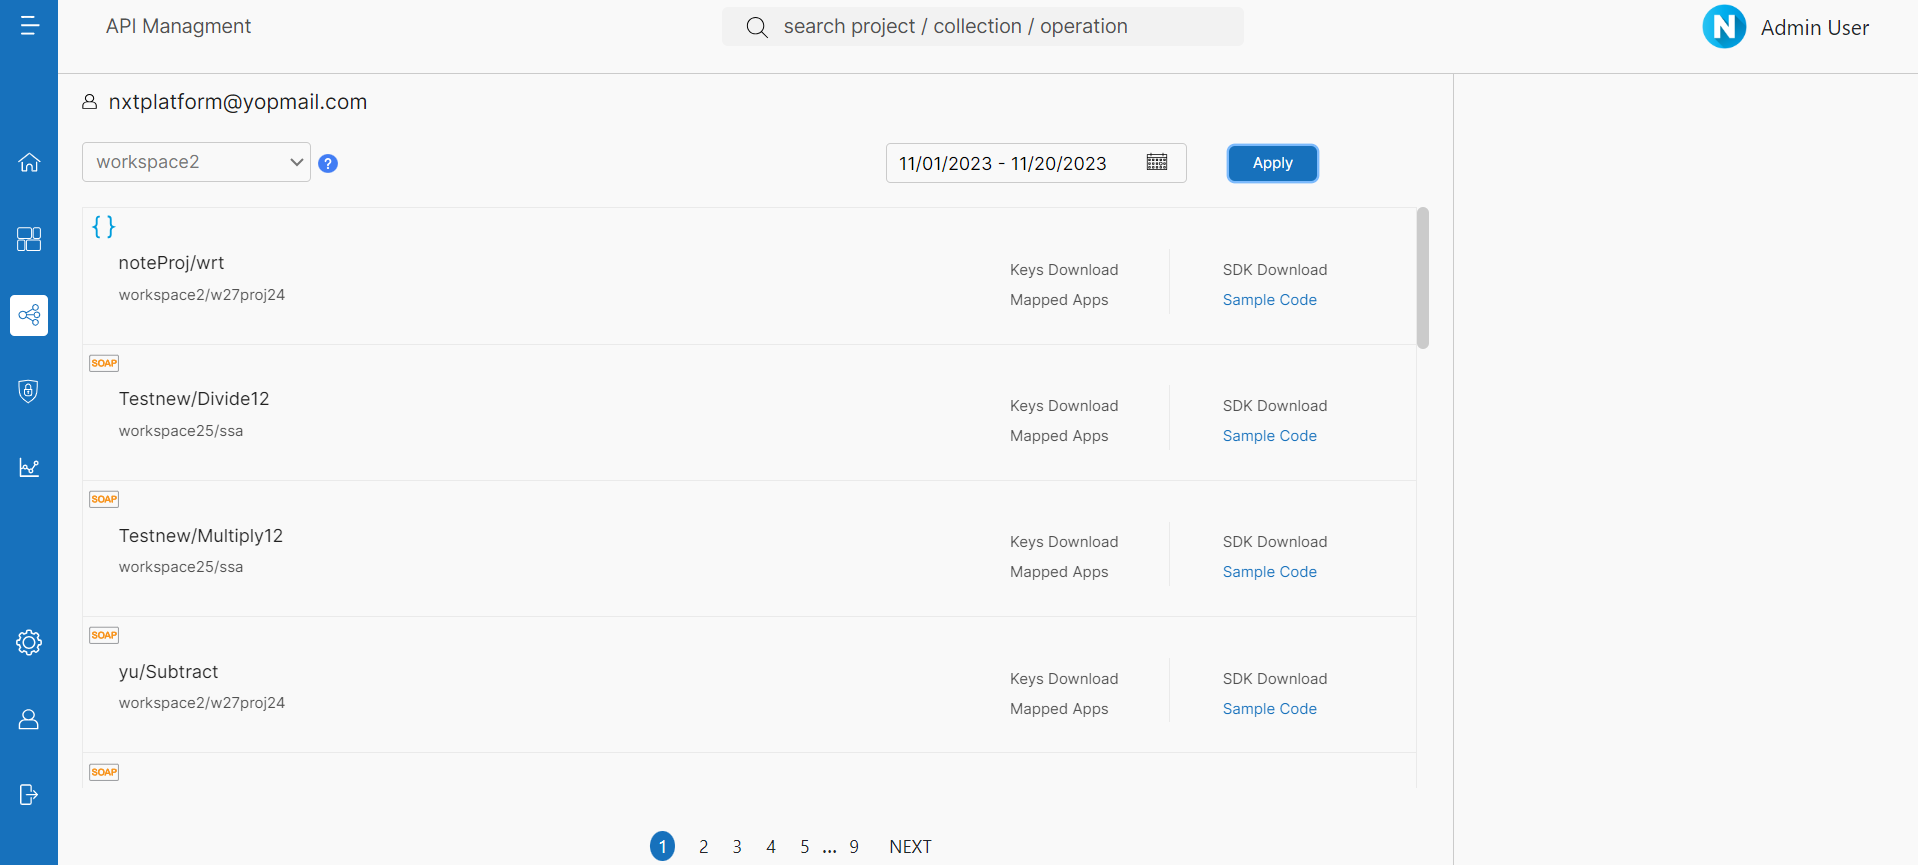 API Managment
search project / collection / operation
N
Admin User
nxtplatform@yopmail.com
workspace2
?
11/01/2023 - 11/20/2023
Apply
{ }
noteProj/wrt
workspace2/w27proj24
Keys Download
Mapped Apps
SDK Download
Sample Code
SOAP
Testnew/Divide12
workspace25/ssa
Keys Download
Mapped Apps
SDK Download
Sample Code
SOAP
Testnew/Multiply12
workspace25/ssa
Keys Download
Mapped Apps
SDK Download
Sample Code
SOAP
yu/Subtract
workspace2/w27proj24
Keys Download
Mapped Apps
SDK Download
Sample Code
SOAP
1 2 3 4 5 ... 9 NEXT